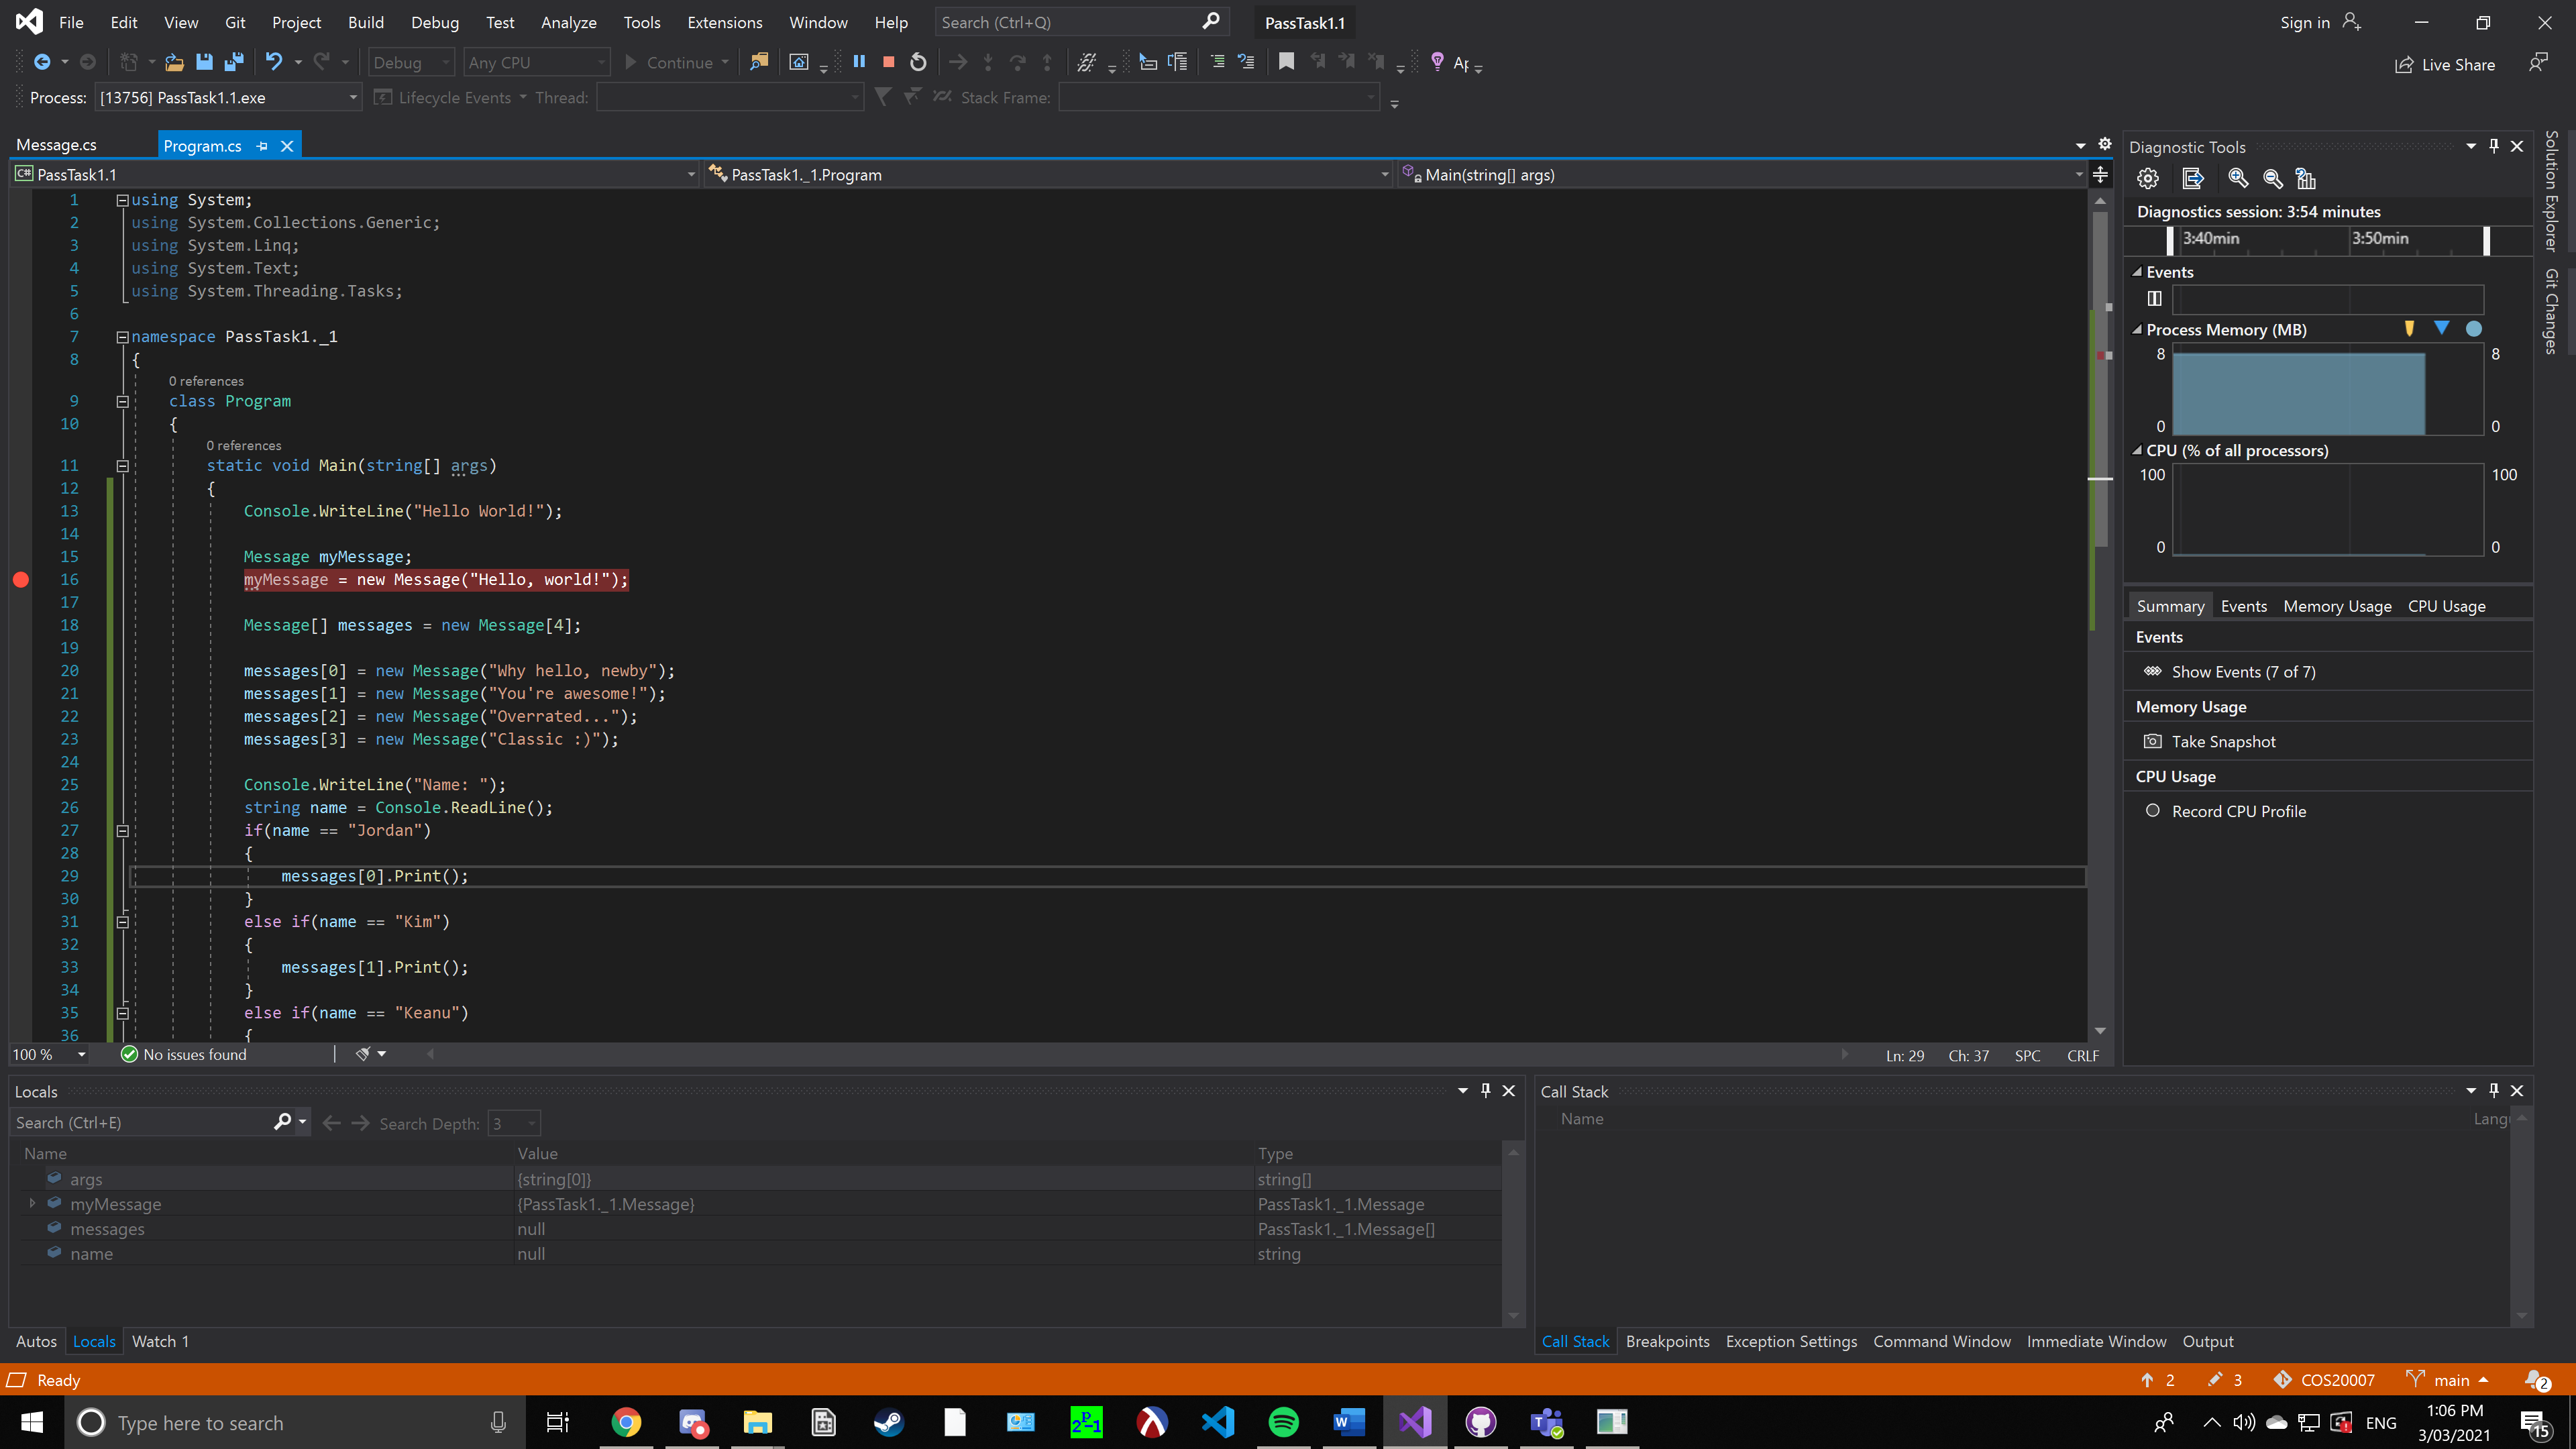 File Edit View Git Project Build Debug Test Analyze Tools Extensions Window Help Search (Ctrl+Q) PassTask1.1 Sign in
Debug Any CPU Continue Live Share
Process: [13756] PassTask1.1.exe Lifecycle Events Thread: Stack Frame:
Message.cs Program.cs
PassTask1.1 PassTask1._1.Program Main(string[] args)
1 using System;
2 using System.Collections.Generic;
3 using System.Linq;
4 using System.Text;
5 using System.Threading.Tasks;
6
7 namespace PassTask1._1
8 {
0 references
9 class Program
10 {
0 references
11 static void Main(string[] args)
12 {
13 Console.WriteLine("Hello World!");
14
15 Message myMessage;
16 myMessage = new Message("Hello, world!");
17
18 Message[] messages = new Message[4];
19
20 messages[0] = new Message("Why hello, newby");
21 messages[1] = new Message("You're awesome!");
22 messages[2] = new Message("Overrated...");
23 messages[3] = new Message("Classic :)");
24
25 Console.WriteLine("Name: ");
26 string name = Console.ReadLine();
27 if(name == "Jordan")
28 {
29 messages[0].Print();
30 }
31 else if(name == "Kim")
32 {
33 messages[1].Print();
34 }
35 else if(name == "Keanu")
36 {
100 % No issues found Ln: 29 Ch: 37 SPC CRLF
Diagnostic Tools
Diagnostics session: 3:54 minutes
3:40min 3:50min
Events
Process Memory (MB)
8 8
0 0
CPU (% of all processors)
100 100
0 0
Summary Events Memory Usage CPU Usage
Events
Show Events (7 of 7)
Memory Usage
Take Snapshot
CPU Usage
Record CPU Profile
Solution Explorer
Git Changes
Locals
Search (Ctrl+E) Search Depth: 3
Name Value Type
args {string[0]} string[]
myMessage {PassTask1._1.Message} PassTask1._1.Message
messages null PassTask1._1.Message[]
name null string
Autos Locals Watch 1
Call Stack
Name
Call Stack Breakpoints Exception Settings Command Window Immediate Window Output
Ready 2 3 COS20007 main 2
Type here to search ENG 1:06 PM
3/03/2021 15